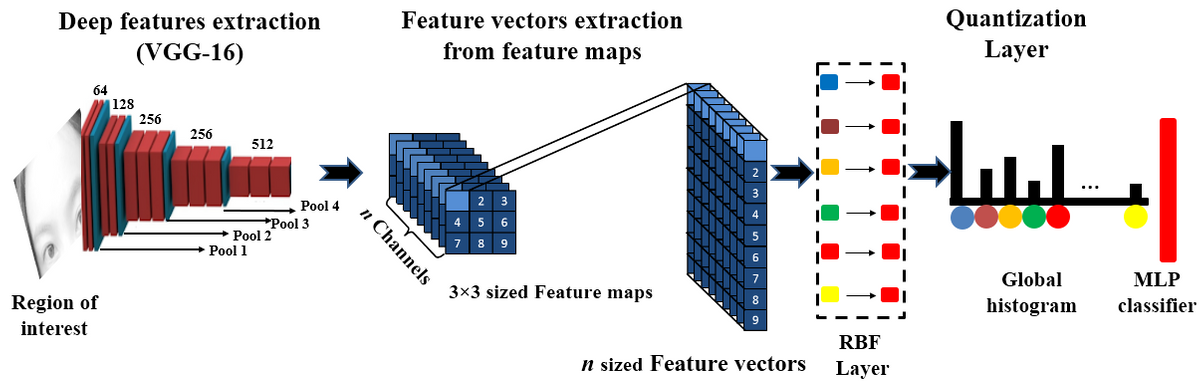 Deep features extraction
(VGG-16)
64
128
256
256
512
Pool 4
Pool 3
Pool 2
Pool 1
Region of
interest
Feature vectors extraction
from feature maps
2 3
4 5 6
7 8 9
n Channels
3×3 sized Feature maps
2
3
4
5
6
7
8
9
n sized Feature vectors
RBF
Layer
Quantization
Layer
...
Global
histogram
MLP
classifier